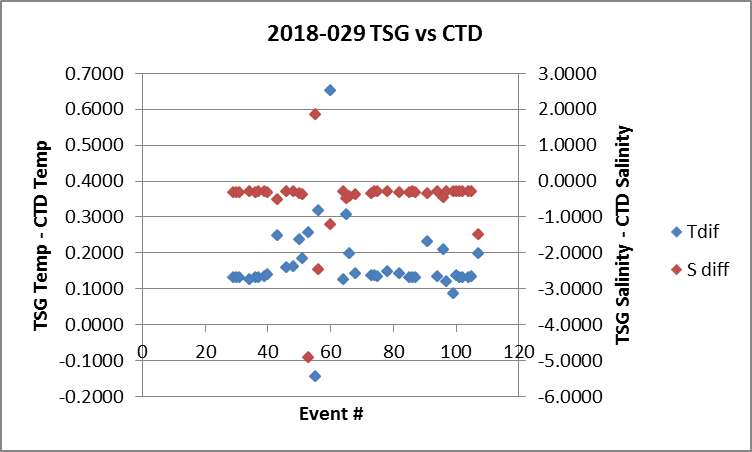 2018-029 TSG vs CTD
TSG Temp - CTD Temp
0.7000
0.6000
0.5000
0.4000
0.3000
0.2000
0.1000
0.0000
-0.1000
-0.2000
3.0000
2.0000
1.0000
0.0000
-1.0000
-2.0000
-3.0000
-4.0000
-5.0000
-6.0000
TSG Salinity - CTD Salinity
Tdif
S diff
0 20 40 60 80 100 120
Event #